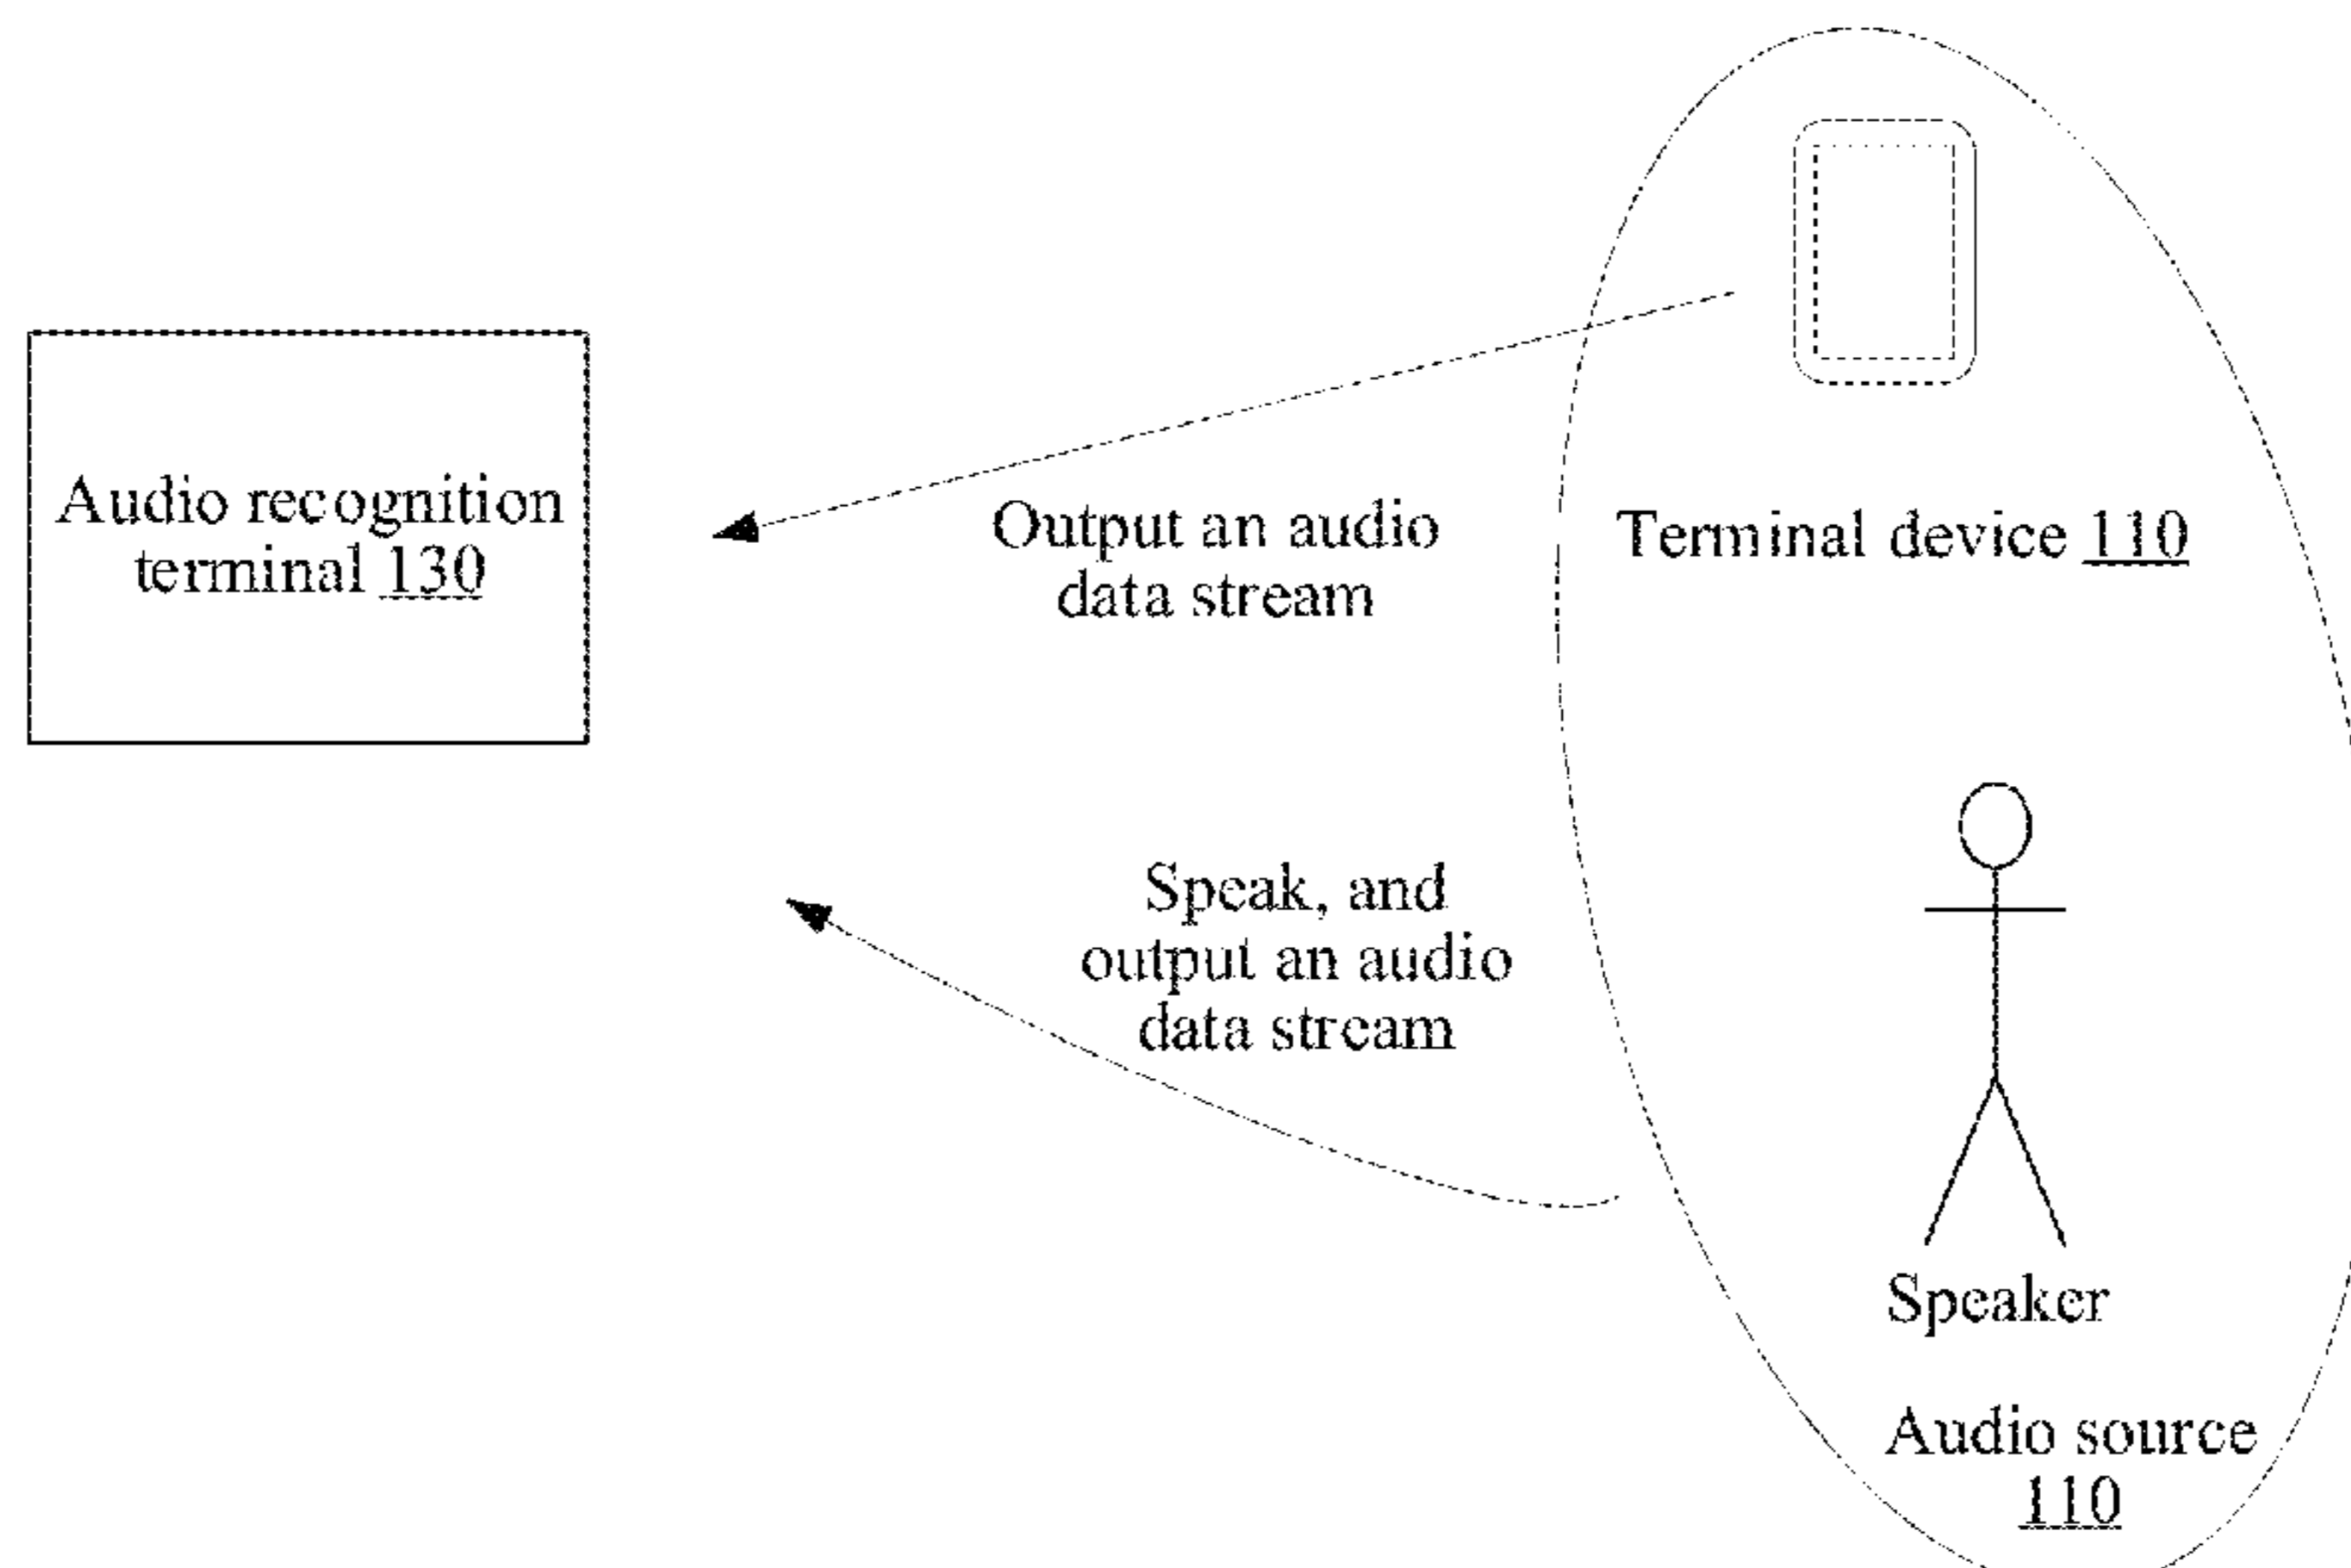 Audio recognition
terminal 130
Output an audio
data stream
Terminal device 110
Speak, and
output an audio
data stream
Speaker
Audio source
110